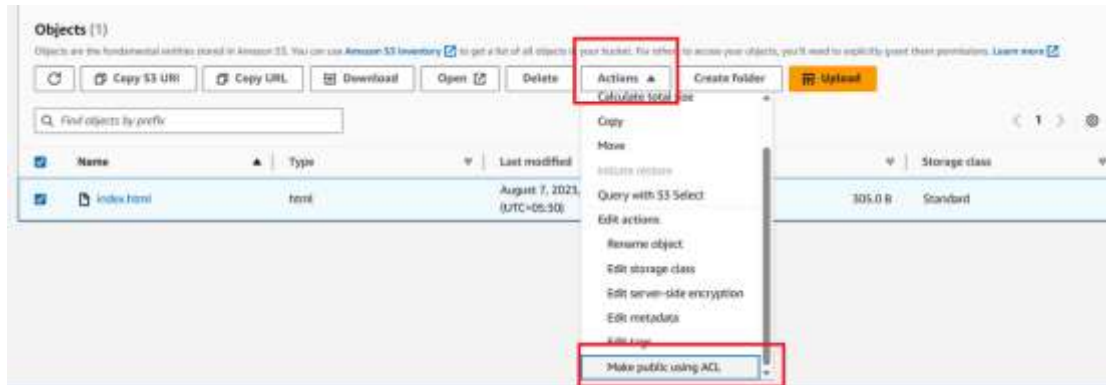 Objects (1)
Objects are the fundamental entities stored in Amazon S3. You can use Amazon S3 Inventory to get a list of all objects in your bucket. For others to access your objects, you'll need to explicitly grant them permissions. Learn more
Copy S3 URI Copy URL Download Open Delete Actions Create folder Upload
Find objects by prefix
1
Name Type Last modified Storage class
index.html html August 7, 2023, 305.0 B Standard
(UTC+05:30)
Calculate total size
Copy
Move
Initiate restore
Query with S3 Select
Edit actions
Rename object
Edit storage class
Edit server-side encryption
Edit metadata
Edit tags
Make public using ACL